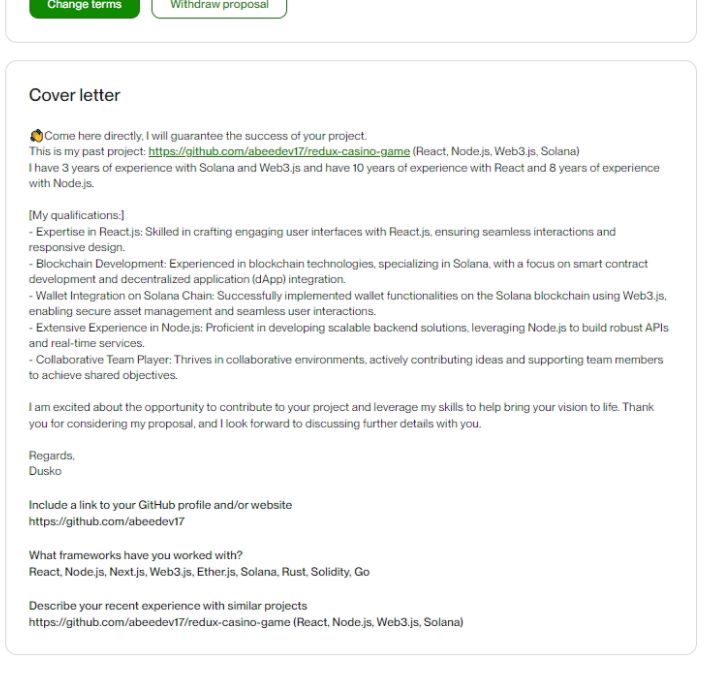 Change terms
Withdraw proposal
Cover letter
👏Come here directly, I will guarantee the success of your project.
This is my past project: https://github.com/abeedev17/redux-casino-game (React, Node.js, Web3.js, Solana)
I have 3 years of experience with Solana and Web3.js and have 10 years of experience with React and 8 years of experience
with Node.js.
[My qualifications:]
- Expertise in React.js: Skilled in crafting engaging user interfaces with React.js, ensuring seamless interactions and
responsive design.
- Blockchain Development: Experienced in blockchain technologies, specializing in Solana, with a focus on smart contract
development and decentralized application (dApp) integration.
- Wallet Integration on Solana Chain: Successfully implemented wallet functionalities on the Solana blockchain using Web3.js,
enabling secure asset management and seamless user interactions.
- Extensive Experience in Node.js: Proficient in developing scalable backend solutions, leveraging Node.js to build robust APIs
and real-time services.
- Collaborative Team Player: Thrives in collaborative environments, actively contributing ideas and supporting team members
to achieve shared objectives.
I am excited about the opportunity to contribute to your project and leverage my skills to help bring your vision to life. Thank
you for considering my proposal, and I look forward to discussing further details with you.
Regards,
Dusko
Include a link to your GitHub profile and/or website
https://github.com/abeedev17
What frameworks have you worked with?
React, Node.js, Next.js, Web3.js, Ether.js, Solana, Rust, Solidity, Go
Describe your recent experience with similar projects
https://github.com/abeedev17/redux-casino-game (React, Node.js, Web3.js, Solana)